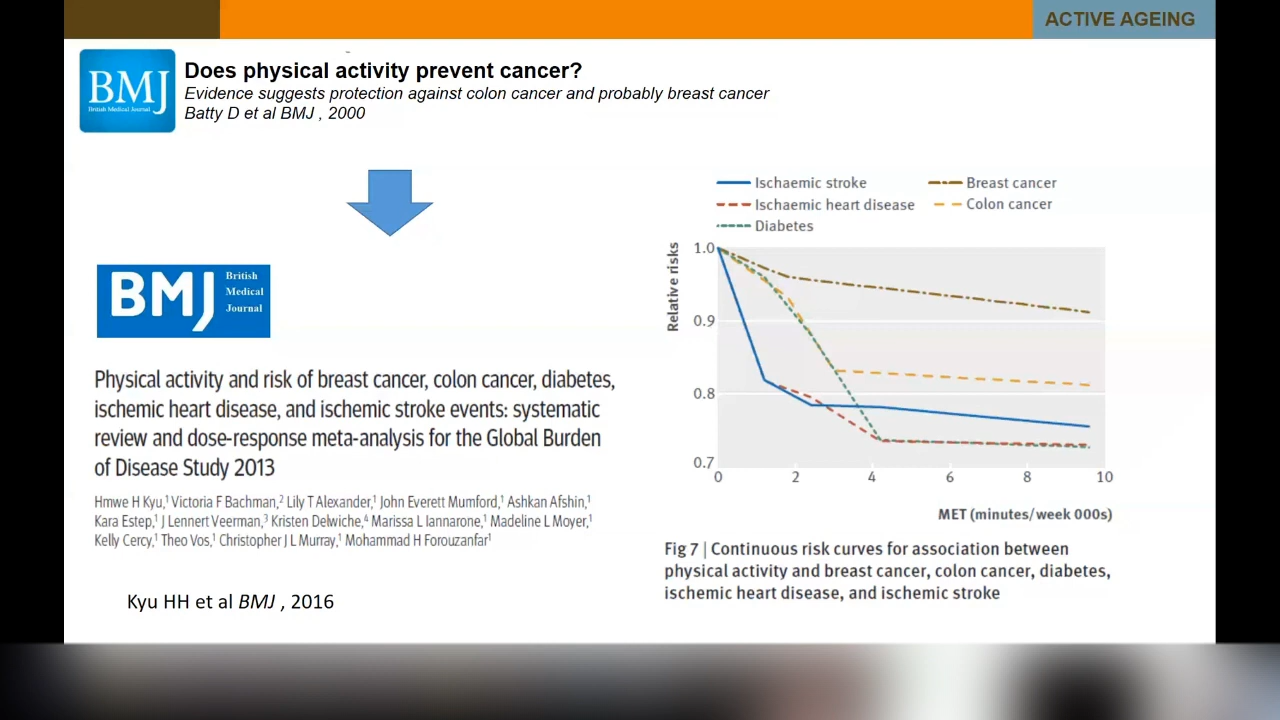 ACTIVE AGEING
BMJ
British Medical Journal
Does physical activity prevent cancer?
Evidence suggests protection against colon cancer and probably breast cancer
Batty D et al BMJ , 2000
BMJ
British
Medical
Journal
Physical activity and risk of breast cancer, colon cancer, diabetes,
ischemic heart disease, and ischemic stroke events: systematic
review and dose-response meta-analysis for the Global Burden
of Disease Study 2013
Hmwe H Kyu,¹ Victoria F Bachman,² Lily T Alexander,¹ John Everett Mumford,¹ Ashkan Afshin,¹
Kara Estep,¹ J Lennert Veerman,³ Kristen Delwiche,⁴ Marissa L Iannarone,¹ Madeline L Moyer,¹
Kelly Cercy,¹ Theo Vos,¹ Christopher J L Murray,¹ Mohammad H Forouzanfar¹
Kyu HH et al BMJ , 2016
Ischaemic stroke
Breast cancer
Ischaemic heart disease
Colon cancer
Diabetes
Relative risks
1.0
0.9
0.8
0.7
0 2 4 6 8 10
MET (minutes/week 000s)
Fig 7 | Continuous risk curves for association between
physical activity and breast cancer, colon cancer, diabetes,
ischemic heart disease, and ischemic stroke